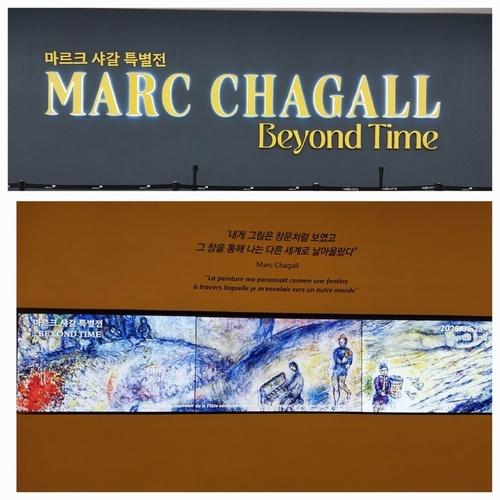 마르크 샤갈 특별전
MARC CHAGALL
Beyond Time
"내게 그림은 창문처럼 보였고
그 창을 통해 나는 다른 세계로 날아올랐다"
Marc Chagall
"La peinture me paraissait comme une fenêtre
à travers laquelle je m'envolais vers un autre monde"
마르크 샤갈 특별전
BEYOND TIME